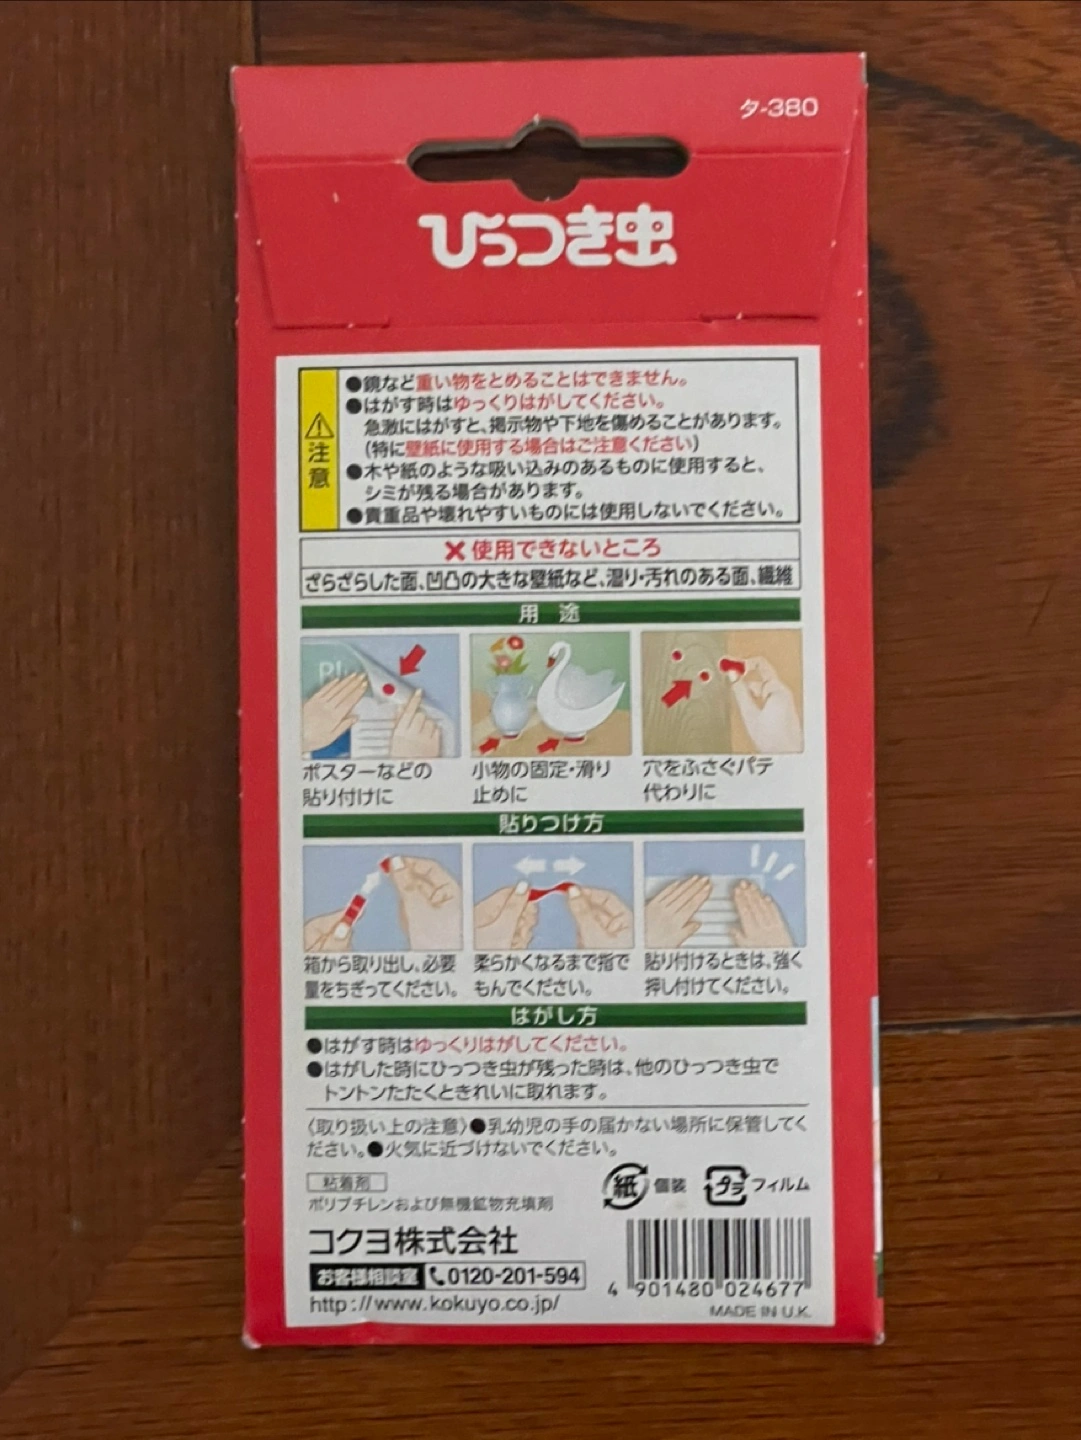 タ-380
ひっつき虫
注意
●鏡など重い物をとめることはできません。
●はがす時はゆっくりはがしてください。
急激にはがすと、掲示物や下地を傷めることがあります。
(特に壁紙に使用する場合はご注意ください)
●木や紙のような吸い込みのあるものに使用すると、
シミが残る場合があります。
●貴重品や壊れやすいものには使用しないでください。
✕使用できないところ
ざらざらした面、凹凸の大きな壁紙など、湿り・汚れのある面、繊維
用 途
ポスターなどの
貼り付けに
小物の固定・滑り
止めに
穴をふさぐパテ
代わりに
貼りつけ方
箱から取り出し、必要
量をちぎってください。
柔らかくなるまで指で
もんでください。
貼り付けるときは、強く
押し付けてください。
はがし方
●はがす時はゆっくりはがしてください。
●はがした時にひっつき虫が残った時は、他のひっつき虫で
トントンたたくときれいに取れます。
〈取り扱い上の注意〉●乳幼児の手の届かない場所に保管してく
ださい。●火気に近づけないでください。
紙 個装 プラ フィルム
粘着剤
ポリブチレンおよび無機鉱物充填剤
コクヨ株式会社
お客様相談室 0120-201-594
http://www.kokuyo.co.jp/
4 901480 024677
MADE IN U.K.